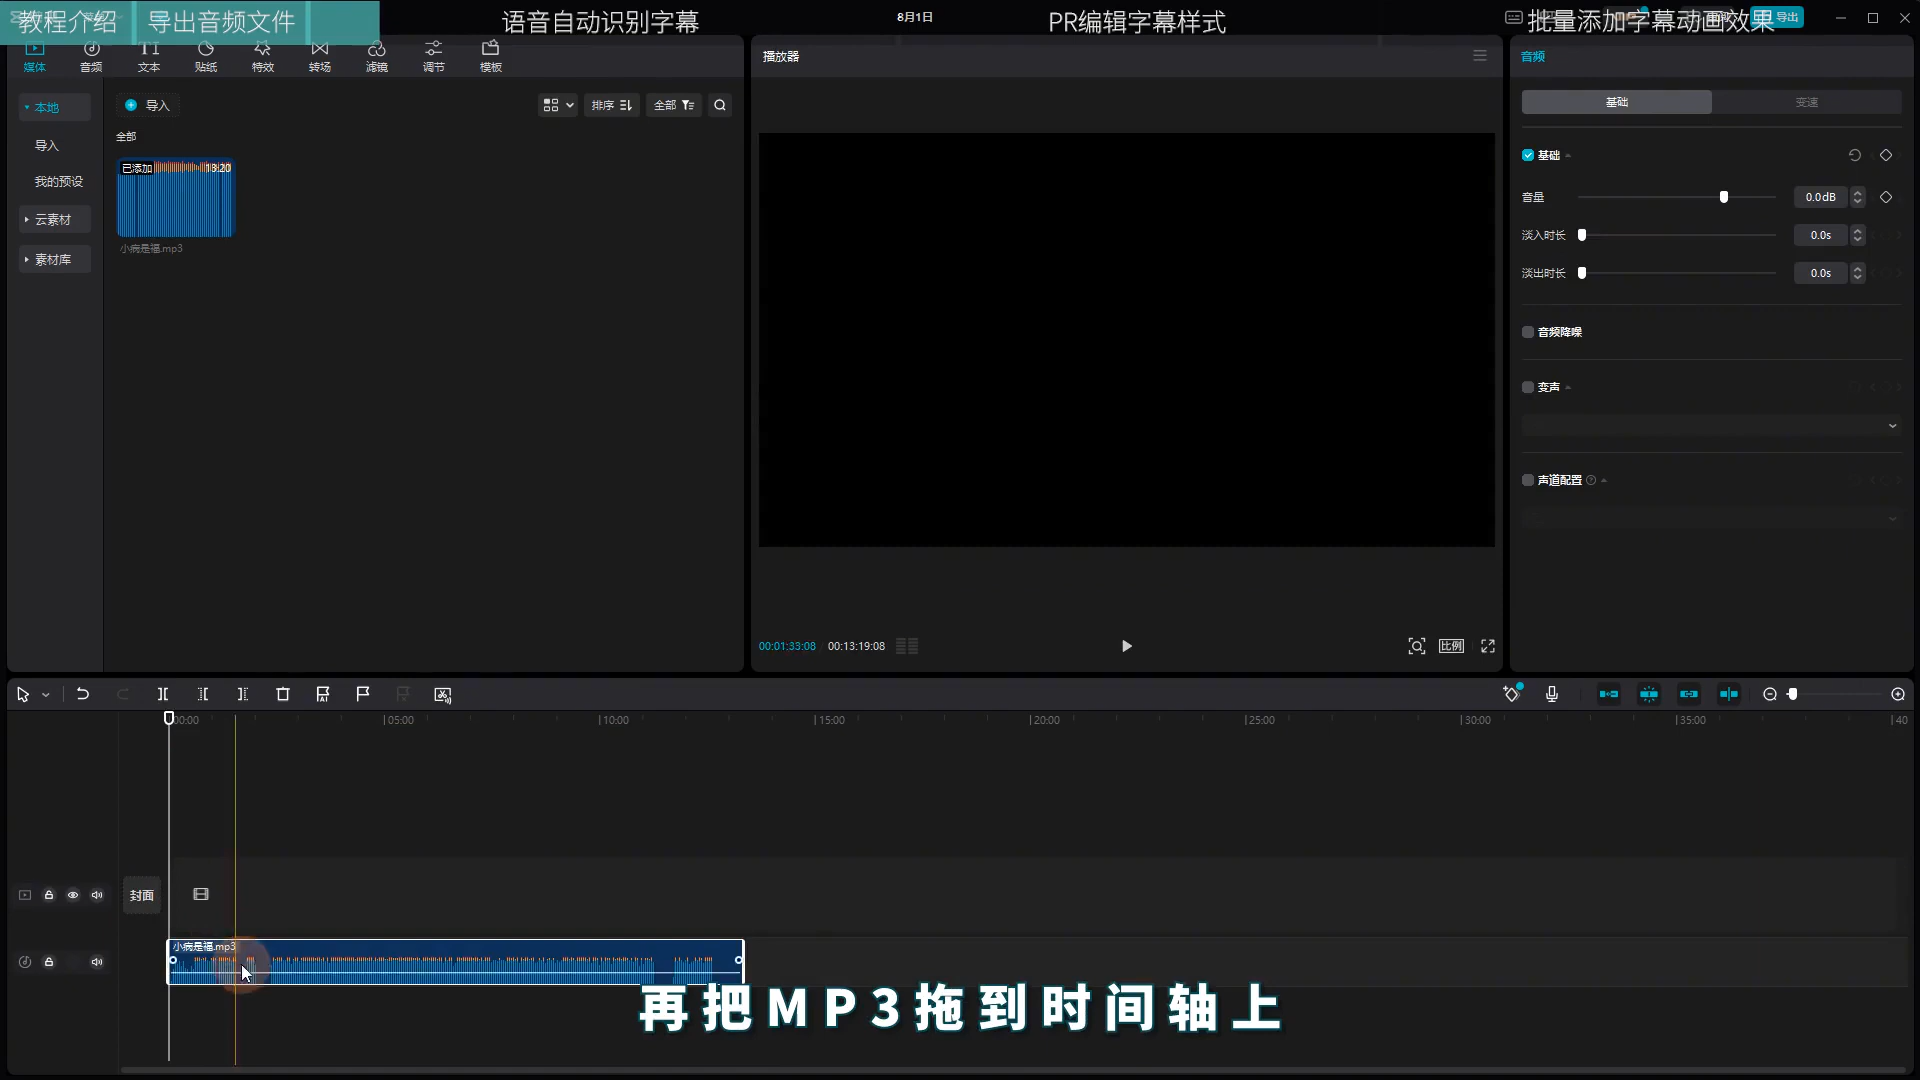 教程介绍
导出音频文件
语音自动识别字幕
8月1日
PR编辑字幕样式
批量添加字幕动画效果
导出
媒体
音频
文本
贴纸
特效
转场
滤镜
调节
模板
播放器
音频
本地
导入
我的预设
云素材
素材库
导入
排序
全部
全部
已添加
13:20
小病是福.mp3
基础
变速
基础
音量
0.0dB
淡入时长
0.0s
淡出时长
0.0s
音频降噪
变声
声道配置
00:01:33:08
00:13:19:08
比例
00:00
05:00
10:00
15:00
20:00
25:00
30:00
35:00
40
封面
小病是福.mp3
再把MP3拖到时间轴上